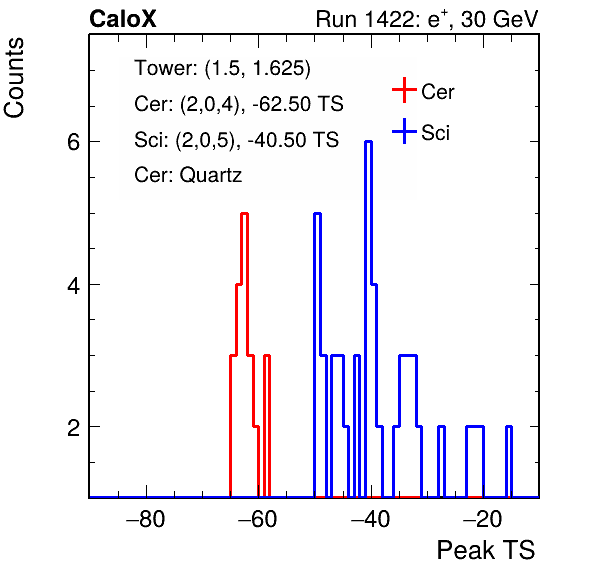 CaloX Run 1422: e⁺, 30 GeV
Counts
Tower: (1.5, 1.625)
Cer: (2,0,4), -62.50 TS
Sci: (2,0,5), -40.50 TS
Cer: Quartz
Cer
Sci
6
4
2
−80 −60 −40 −20
Peak TS